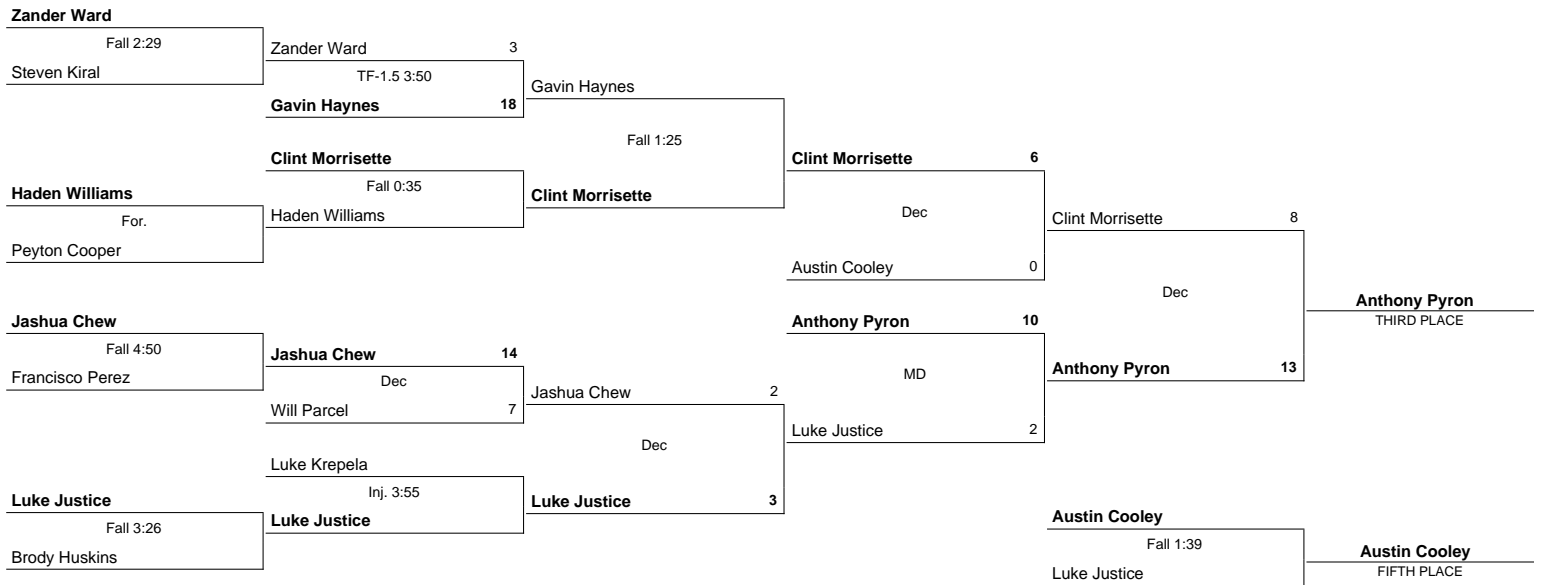 Zander Ward
Fall 2:29
Steven Kiral
Haden Williams
For.
Peyton Cooper
Jashua Chew
Fall 4:50
Francisco Perez
Luke Justice
Fall 3:26
Brody Huskins
Zander Ward 3
TF-1.5 3:50
Gavin Haynes 18
Clint Morrisette
Fall 0:35
Haden Williams
Jashua Chew 14
Dec
Will Parcel 7
Luke Krepela
Inj. 3:55
Luke Justice
Gavin Haynes
Fall 1:25
Clint Morrisette
Jashua Chew 2
Dec
Luke Justice 3
Clint Morrisette 6
Dec
Austin Cooley 0
Anthony Pyron 10
MD
Luke Justice 2
Clint Morrisette 8
Dec
Anthony Pyron 13
Anthony Pyron
THIRD PLACE
Austin Cooley
Fall 1:39
Luke Justice
Austin Cooley
FIFTH PLACE